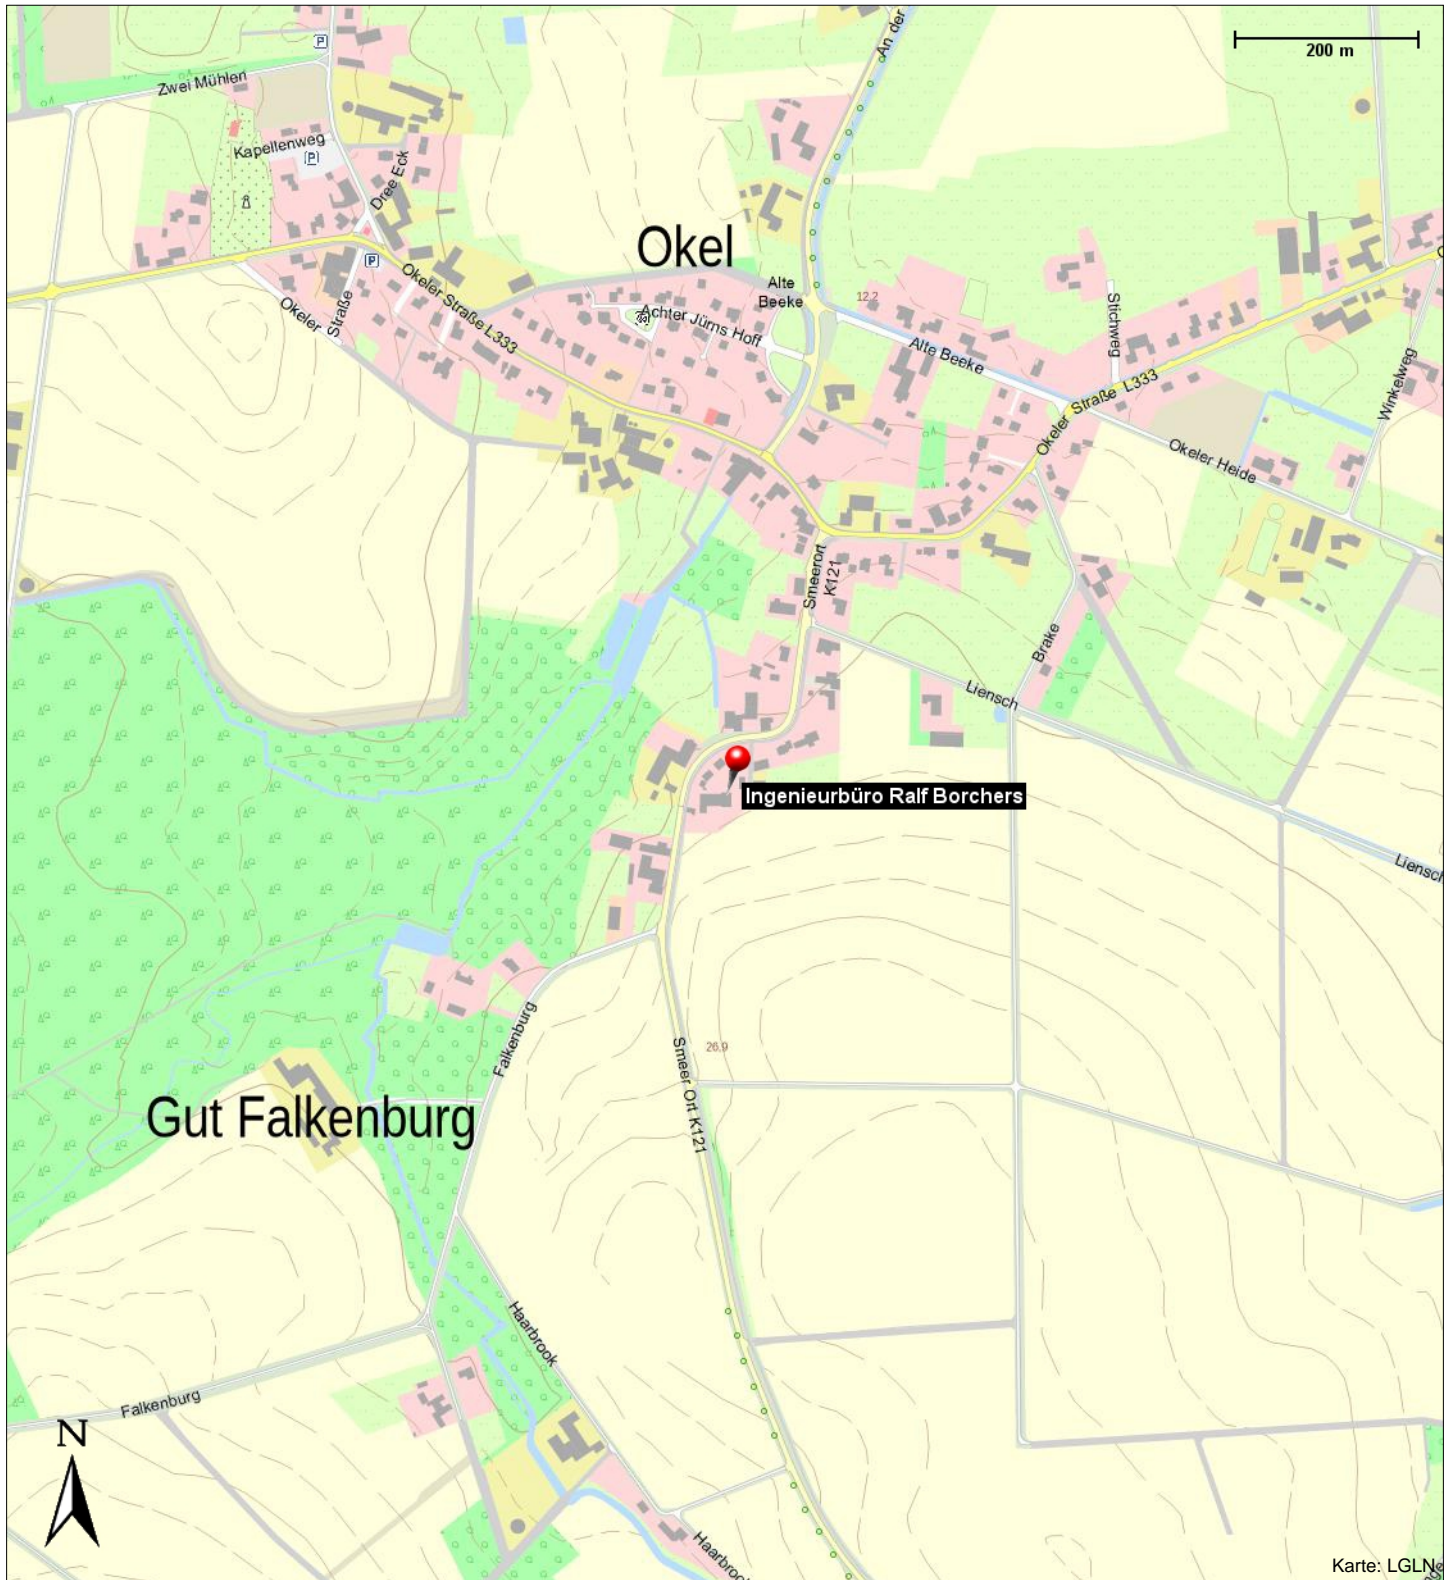 An der
200 m
P
Zwei Mühlen
Kapellenweg
P
Dree Eck
Okel
P
Okeler Straße L333
Alte
Beeke
12,2
Okeler
Straße
Achter Jürns Hoff
Stichweg
Alte Beeke
Okeler Straße L333
Winkelweg
Okeler Heide
Smeerort
K121
Brake
Liensch
Ingenieurbüro Ralf Borchers
Liensch
Falkenburg
26,9
Smeer Ort K121
Gut Falkenburg
Haarbrook
Falkenburg
N
Haarbrook
Karte: LGLN